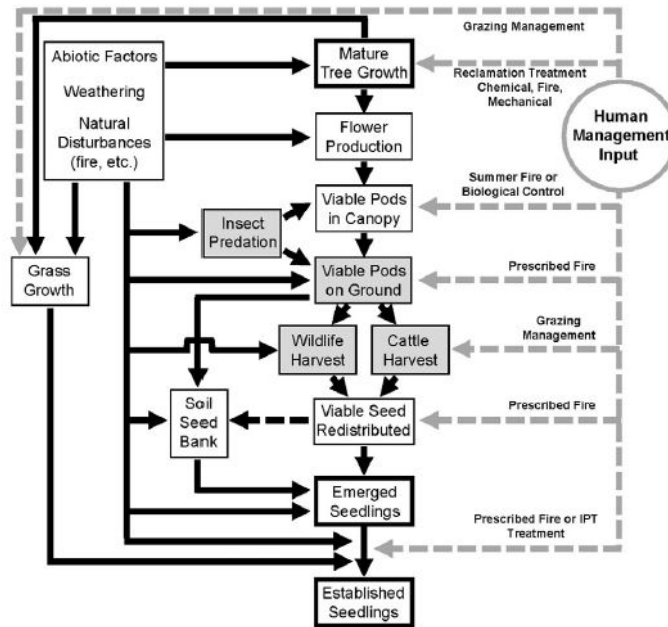 Grazing Management
Abiotic Factors
Weathering
Natural
Disturbances
(fire, etc.)
Mature
Tree Growth
Reclamation Treatment
Chemical, Fire,
Mechanical
Human
Management
Input
Flower
Production
Summer Fire or
Biological Control
Insect
Predation
Viable Pods
in Canopy
Grass
Growth
Viable Pods
on Ground
Prescribed Fire
Wildlife
Harvest
Cattle
Harvest
Grazing
Management
Soil
Seed
Bank
Viable Seed
Redistributed
Prescribed Fire
Emerged
Seedlings
Prescribed Fire or IPT
Treatment
Established
Seedlings